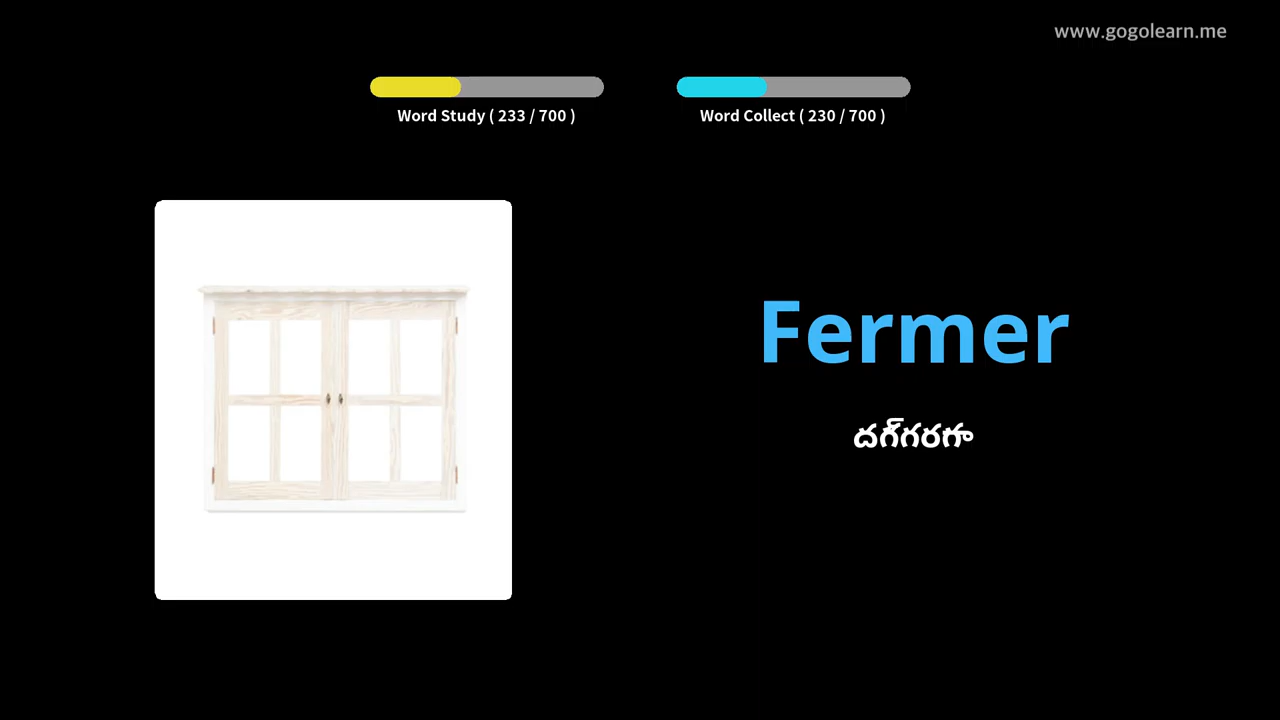 www.gogolearn.me
Word Study ( 233 / 700 )
Word Collect ( 230 / 700 )
Fermer
దగ్గరగా